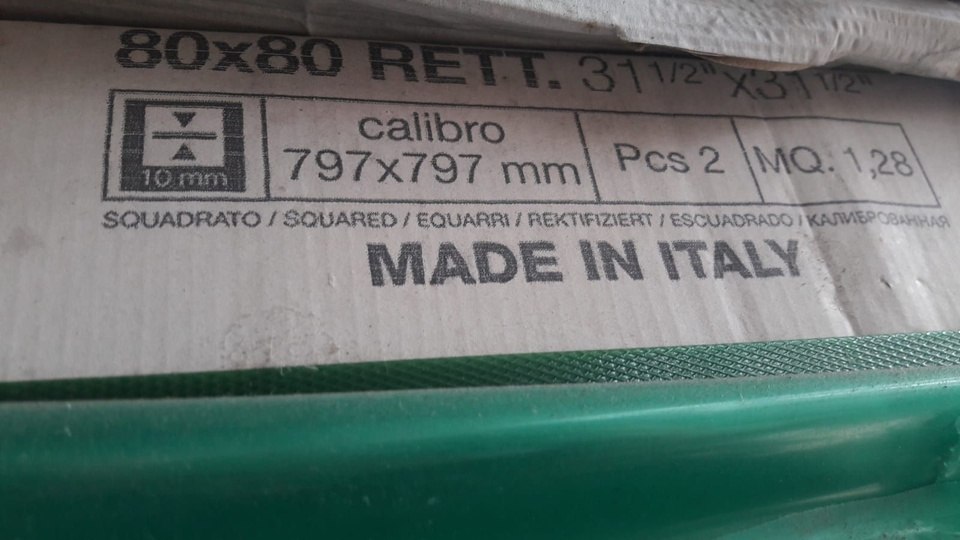 80x80 RETT. 31 1/2" x31 1/2"
10 mm
calibro
797x797 mm
Pcs 2
MQ: 1,28
SQUADRATO / SQUARED / EQUARRI / REKTIFIZIERT / ESCUADRADO / КАЛИБРОВАННАЯ
MADE IN ITALY